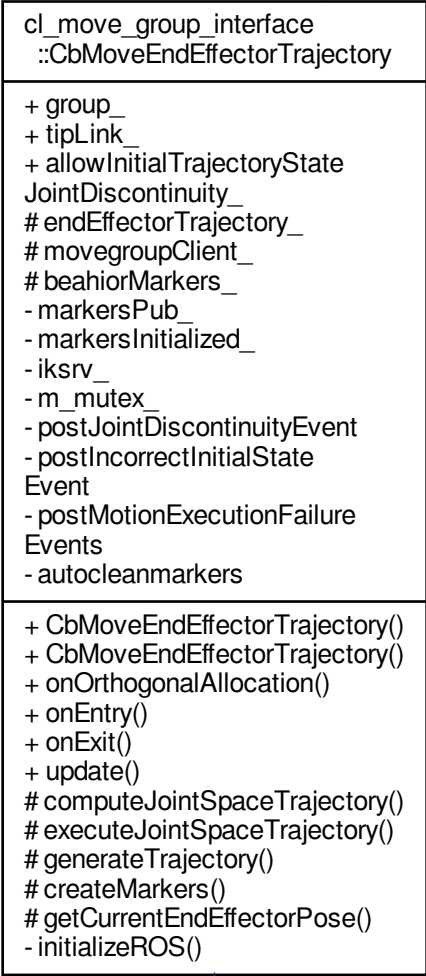 cl_move_group_interface
::CbMoveEndEffectorTrajectory
+ group_
+ tipLink_
+ allowInitialTrajectoryState
JointDiscontinuity_
# endEffectorTrajectory_
# movegroupClient_
# beahiorMarkers_
- markersPub_
- markersInitialized_
- iksrv_
- m_mutex_
- postJointDiscontinuityEvent
- postIncorrectInitialState
Event
- postMotionExecutionFailure
Events
- autocleanmarkers
+ CbMoveEndEffectorTrajectory()
+ CbMoveEndEffectorTrajectory()
+ onOrthogonalAllocation()
+ onEntry()
+ onExit()
+ update()
# computeJointSpaceTrajectory()
# executeJointSpaceTrajectory()
# generateTrajectory()
# createMarkers()
# getCurrentEndEffectorPose()
- initializeROS()